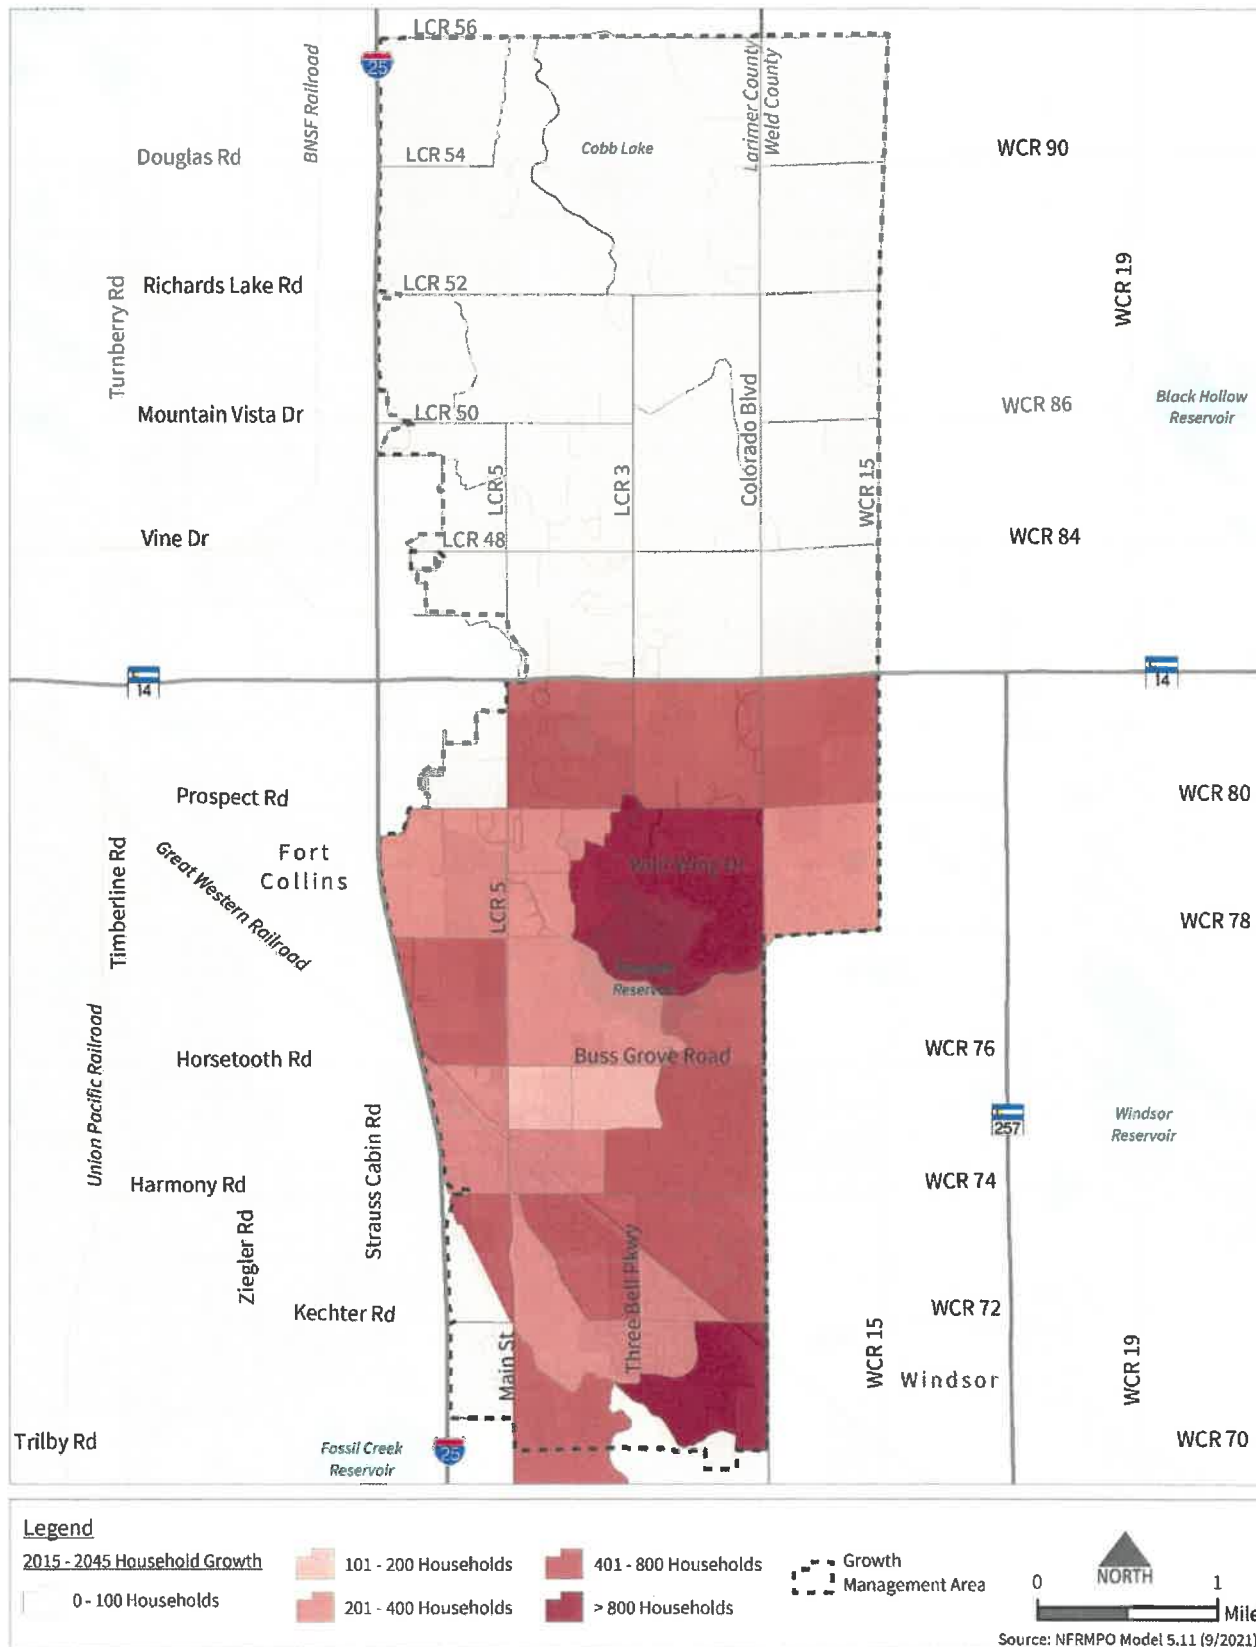 LCR 56
25
BNSF Railroad
Larimer County
Weld County
Douglas Rd
LCR 54
Cobb Lake
WCR 90
Richards Lake Rd
LCR 52
WCR 19
Turnberry Rd
Mountain Vista Dr
LCR 50
Colorado Blvd
WCR 86
Black Hollow
Reservoir
LCR 5
LCR 3
WCR 15
Vine Dr
LCR 48
WCR 84
14
14
Prospect Rd
WCR 80
Timberline Rd
Great Western Railroad
Fort
Collins
LCR 5
WCR 78
Reservoir
Union Pacific Railroad
Horsetooth Rd
Buss Grove Road
WCR 76
Strauss Cabin Rd
257
Windsor
Reservoir
Harmony Rd
WCR 74
Ziegler Rd
Kechter Rd
Three Bell Pkwy
WCR 72
Main St
WCR 15
Windsor
WCR 19
Trilby Rd
Fossil Creek
Reservoir
25
WCR 70
Legend
2015 - 2045 Household Growth
0 - 100 Households
101 - 200 Households
201 - 400 Households
401 - 800 Households
> 800 Households
Growth
Management Area
NORTH
0 1
Mile
Source: NFRMPO Model 5.11 (9/2021)